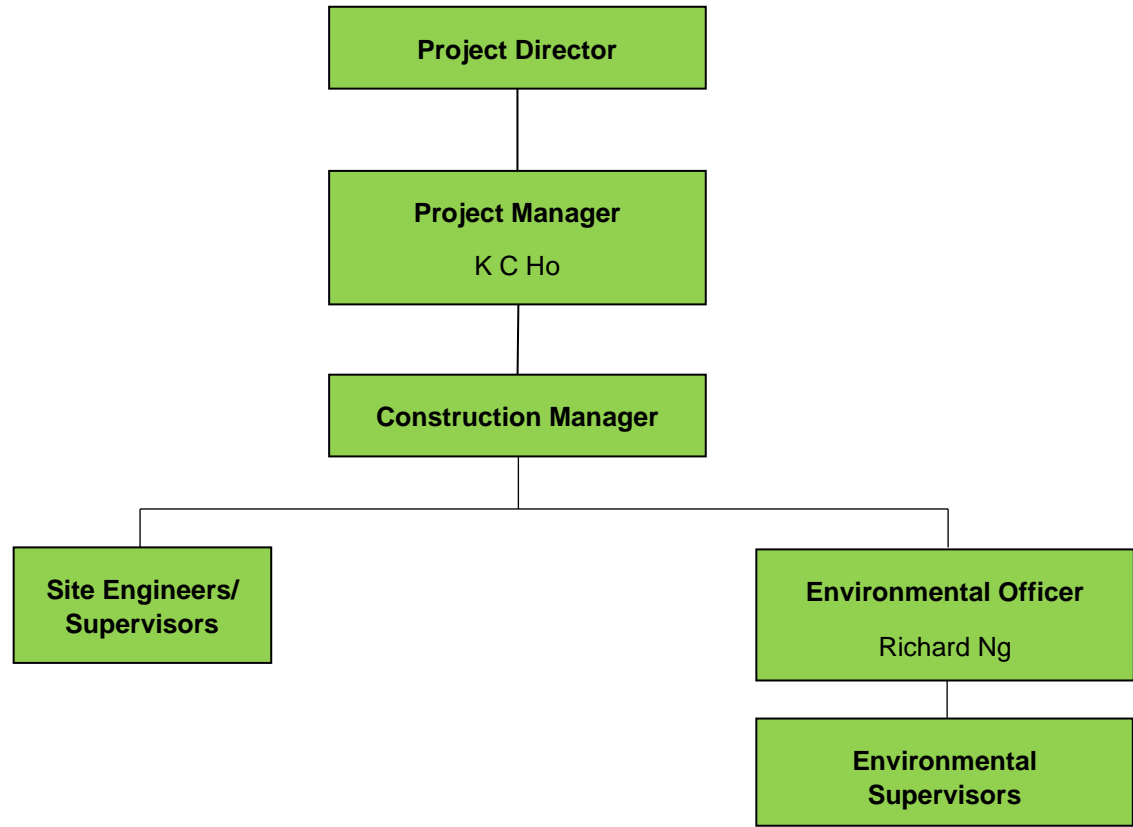 Project Director
Project Manager
K C Ho
Construction Manager
Site Engineers/
Supervisors
Environmental Officer
Richard Ng
Environmental
Supervisors